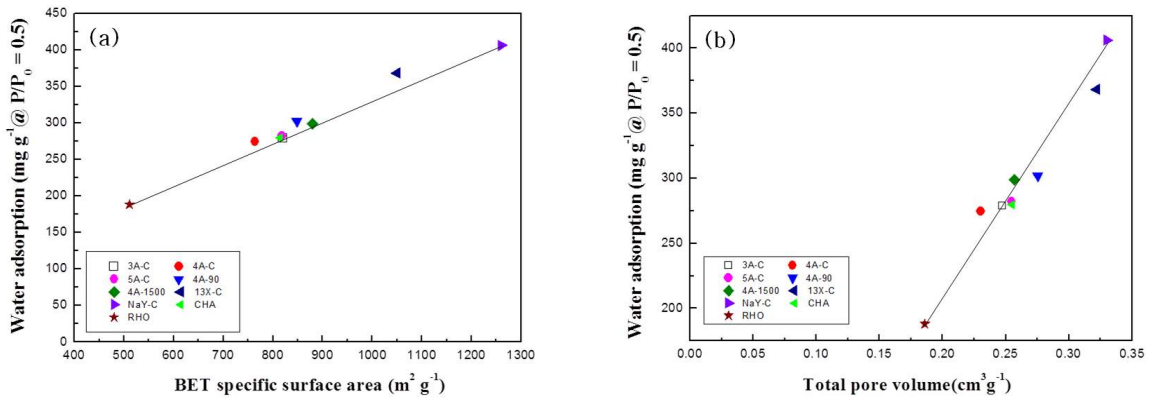 (a)
Water adsorption (mg g⁻¹@ P/P₀ = 0.5)
450
400
350
300
250
200
150
100
50
0
3A-C 4A-C
5A-C 4A-90
4A-1500 13X-C
NaY-C CHA
RHO
400 500 600 700 800 900 1000 1100 1200 1300
BET specific surface area (m² g⁻¹)
(b)
Water adsorption (mg g⁻¹@ P/P₀ = 0.5)
400
350
300
250
200
3A-C 4A-C
5A-C 4A-90
4A-1500 13X-C
NaY-C CHA
RHO
0.00 0.05 0.10 0.15 0.20 0.25 0.30 0.35
Total pore volume(cm³g⁻¹)